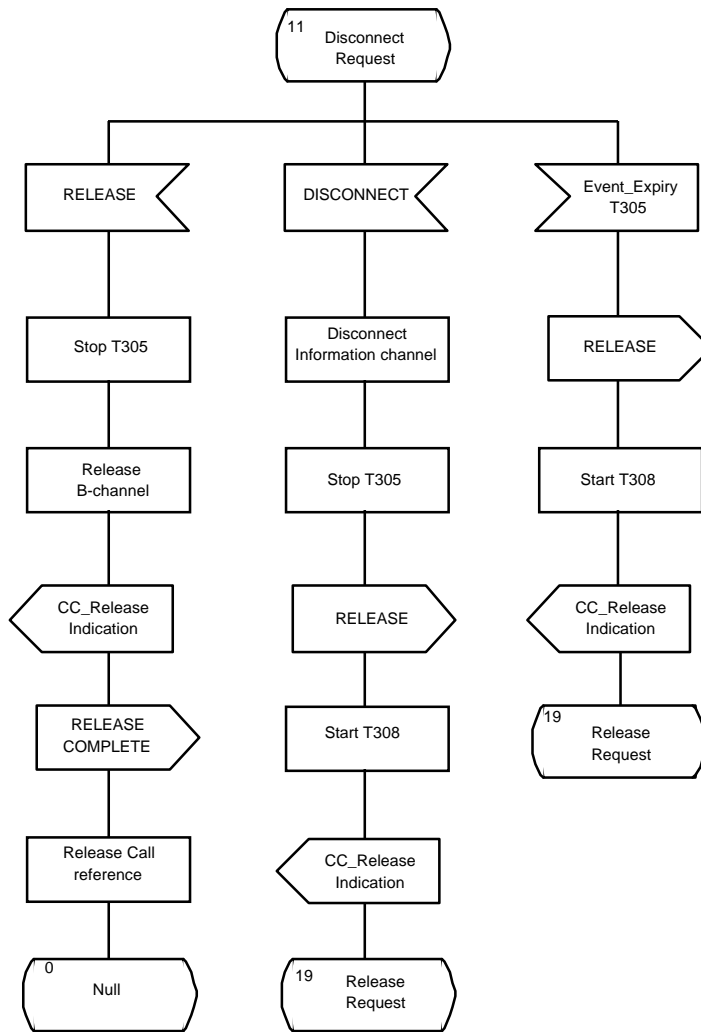 11
Disconnect
Request
RELEASE
DISCONNECT
Event_Expiry
T305
Stop T305
Disconnect
Information channel
RELEASE
Release
B-channel
Stop T305
Start T308
CC_Release
Indication
RELEASE
CC_Release
Indication
RELEASE
COMPLETE
Start T308
19
Release
Request
Release Call
reference
CC_Release
Indication
0
Null
19
Release
Request